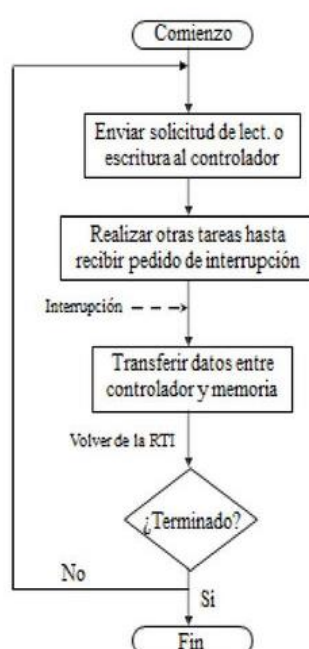 Comienzo
Enviar solicitud de lect. o
escritura al controlador
Realizar otras tareas hasta
recibir pedido de interrupción
Interrupción
Transferir datos entre
controlador y memoria
Volver de la RTI
¿Terminado?
No
Si
Fin